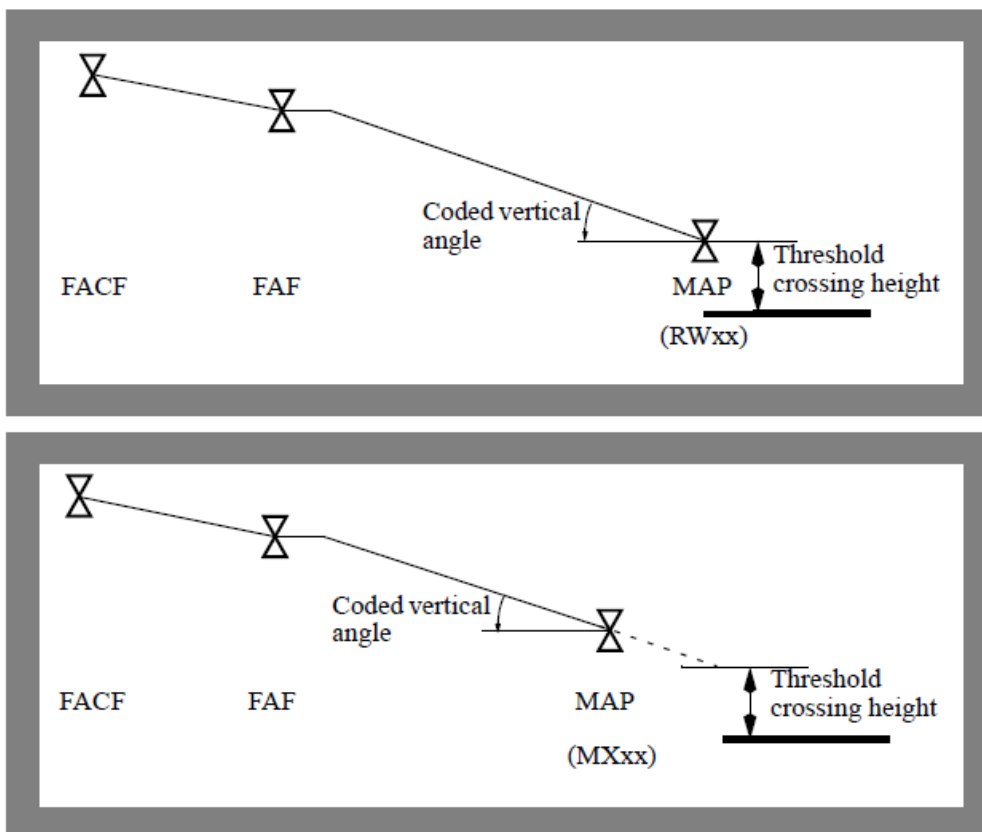 Coded vertical
angle
Threshold
crossing height
FACF
FAF
MAP
(RWxx)
Coded vertical
angle
Threshold
crossing height
FACF
FAF
MAP
(MXxx)